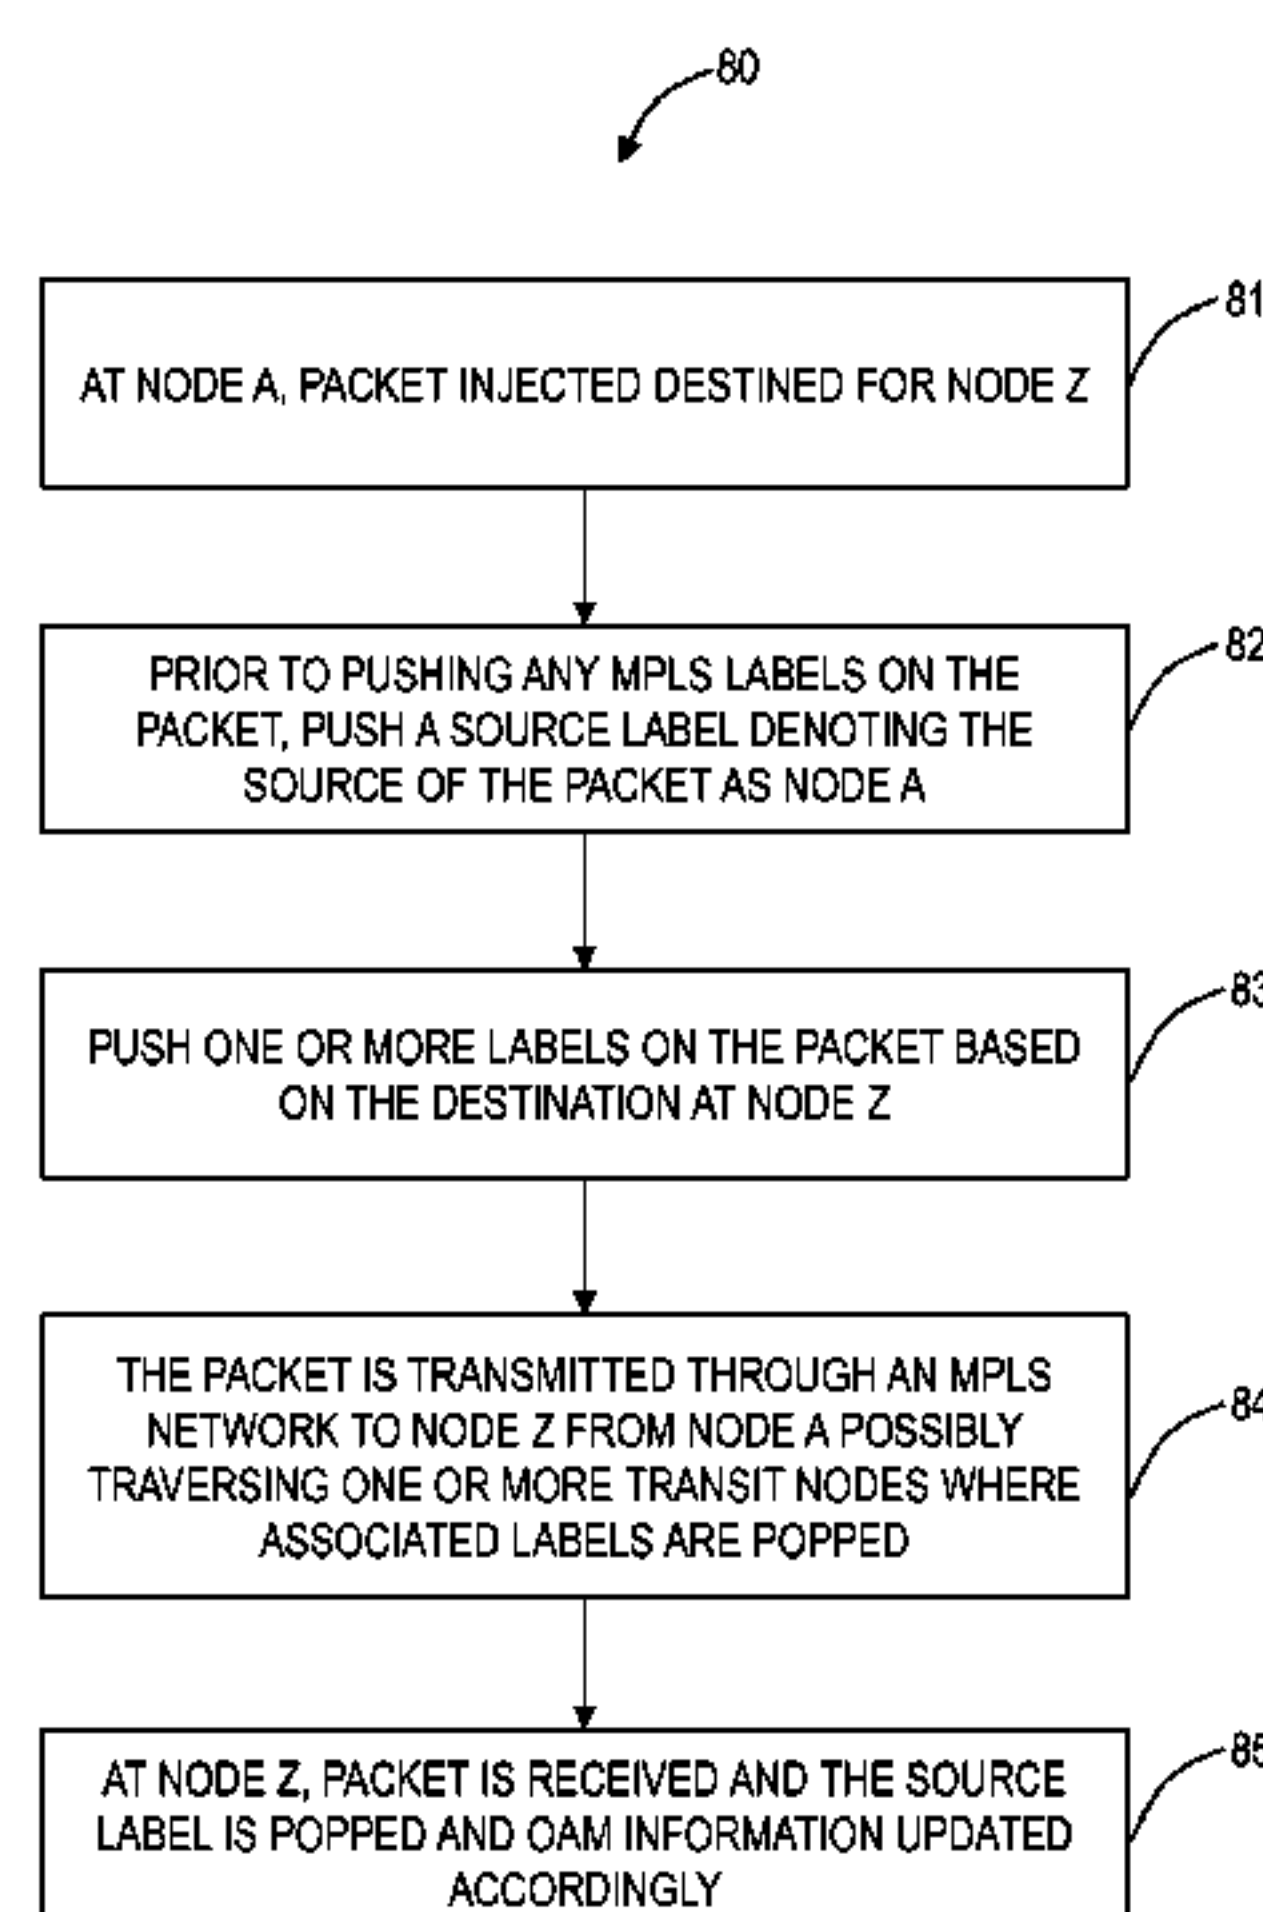 80
81
AT NODE A, PACKET INJECTED DESTINED FOR NODE Z
82
PRIOR TO PUSHING ANY MPLS LABELS ON THE
PACKET, PUSH A SOURCE LABEL DENOTING THE
SOURCE OF THE PACKET AS NODE A
83
PUSH ONE OR MORE LABELS ON THE PACKET BASED
ON THE DESTINATION AT NODE Z
84
THE PACKET IS TRANSMITTED THROUGH AN MPLS
NETWORK TO NODE Z FROM NODE A POSSIBLY
TRAVERSING ONE OR MORE TRANSIT NODES WHERE
ASSOCIATED LABELS ARE POPPED
85
AT NODE Z, PACKET IS RECEIVED AND THE SOURCE
LABEL IS POPPED AND OAM INFORMATION UPDATED
ACCORDINGLY